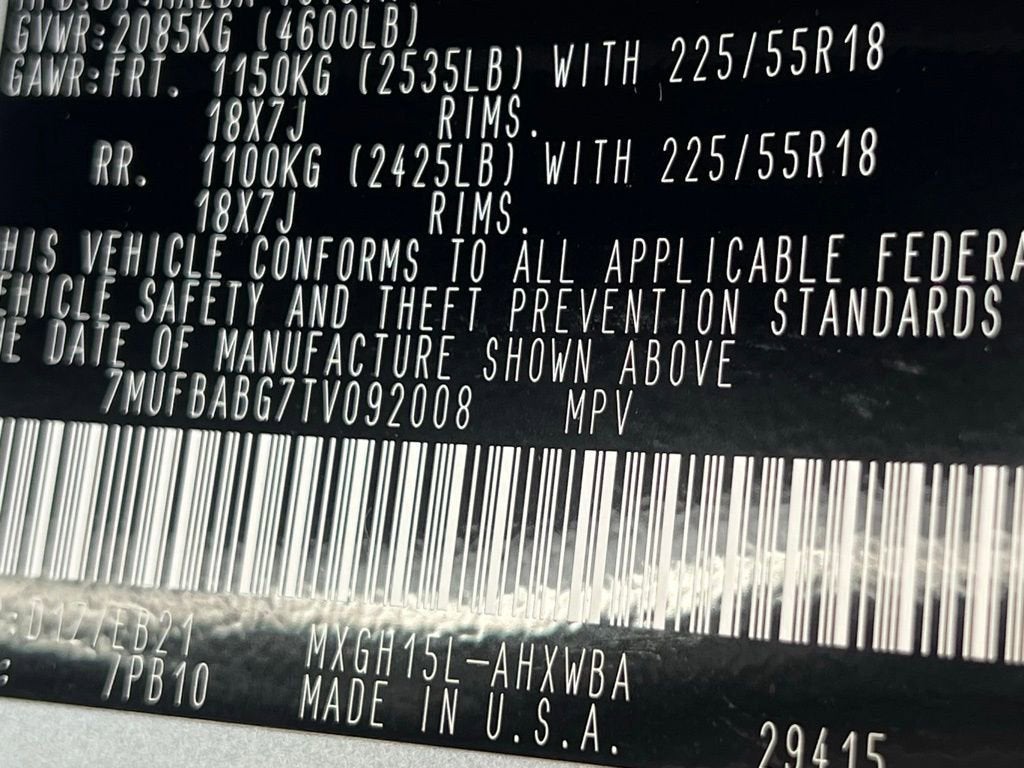 GVWR:2085KG (4600LB)
GAWR:FRT. 1150KG (2535LB) WITH 225/55R18
18X7J RIMS.
RR. 1100KG (2425LB) WITH 225/55R18
18X7J RIMS.
HIS VEHICLE CONFORMS TO ALL APPLICABLE FEDERA
EHICLE SAFETY AND THEFT PREVENTION STANDARDS
E DATE OF MANUFACTURE SHOWN ABOVE
7MUFBABG7TV092008 MPV
:D17/EB21 MXGH15L-AHXWBA
: 7PB10 MADE IN U.S.A.
29415